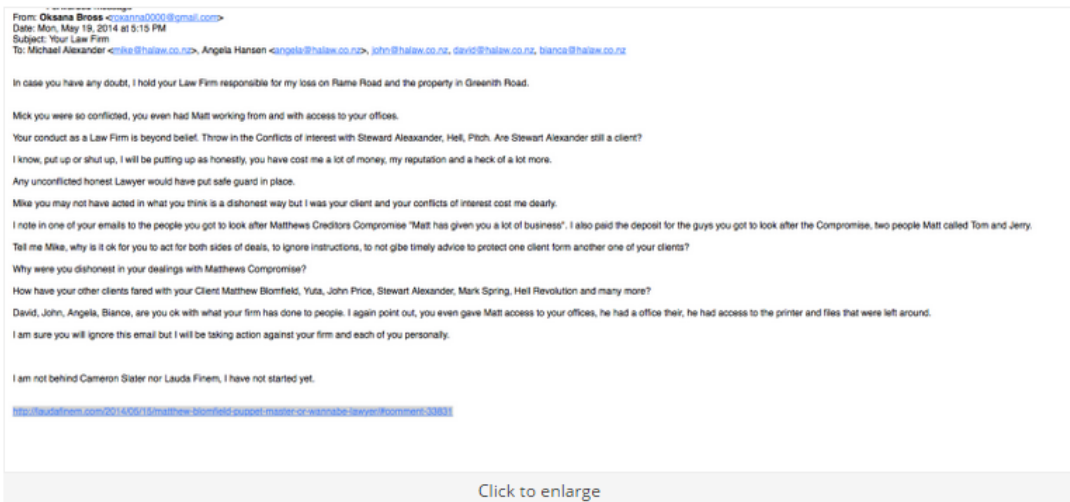 From: Oksana Bross <roxanna0000@gmail.com>
Date: Mon, May 19, 2014 at 5:15 PM
Subject: Your Law Firm
To: Michael Alexander <mike@halaw.co.nz>, Angela Hansen <angela@halaw.co.nz>, john@halaw.co.nz, david@halaw.co.nz, bianca@halaw.co.nz
In case you have any doubt, I hold your Law Firm responsible for my loss on Rame Road and the property in Greenith Road.
Mick you were so conflicted, you even had Matt working from and with access to your offices.
Your conduct as a Law Firm is beyond belief. Throw in the Conflicts of interest with Steward Aleaxander, Hell, Pitch. Are Stewart Alexander still a client?
I know, put up or shut up, I will be putting up as honestly, you have cost me a lot of money, my reputation and a heck of a lot more.
Any unconflicted honest Lawyer would have put safe guard in place.
Mike you may not have acted in what you think is a dishonest way but I was your client and your conflicts of interest cost me dearly.
I note in one of your emails to the people you got to look after Matthews Creditors Compromise "Matt has given you a lot of business". I also paid the deposit for the guys you got to look after the Compromise, two people Matt called Tom and Jerry.
Tell me Mike, why is it ok for you to act for both sides of deals, to ignore instructions, to not gibe timely advice to protect one client form another one of your clients?
Why were you dishonest in your dealings with Matthews Compromise?
How have your other clients fared with your Client Matthew Blomfield, Yuta, John Price, Stewart Alexander, Mark Spring, Hell Revolution and many more?
David, John, Angela, Biance, are you ok with what your firm has done to people. I again point out, you even gave Matt access to your offices, he had a office their, he had access to the printer and files that were left around.
I am sure you will ignore this email but I will be taking action against your firm and each of you personally.
I am not behind Cameron Slater nor Lauda Finem, I have not started yet.
http://laudafinem.com/2014/05/15/matthew-blomfield-puppet-master-or-wannabe-lawyer/#comment-33831
Click to enlarge